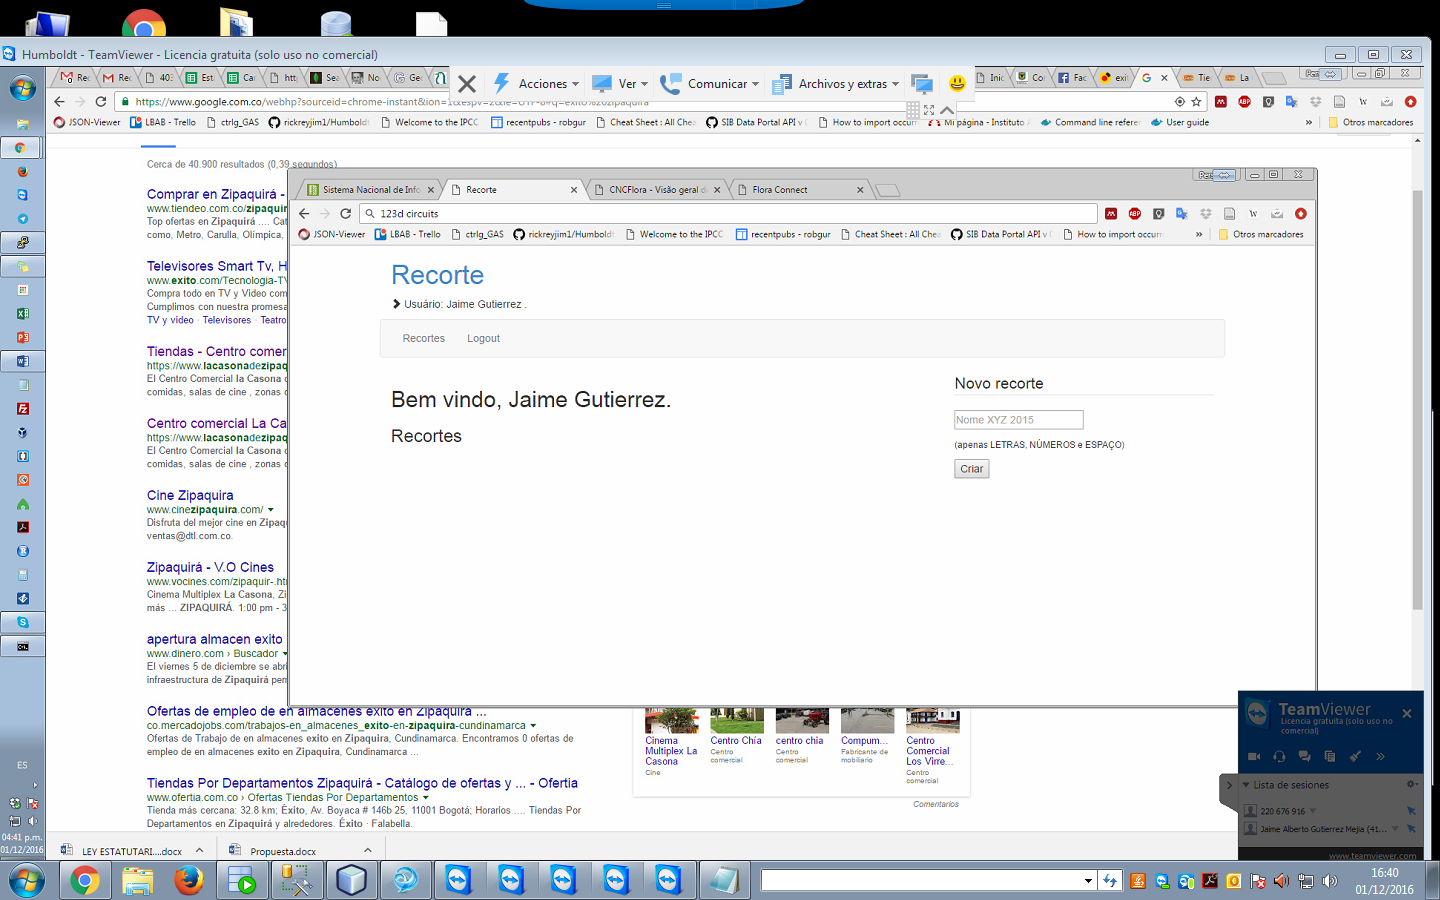 Humboldt - TeamViewer - Licencia gratuita (solo uso no comercial)
Acciones
Ver
Comunicar
Archivos y extras
https://www.google.com.co/webhp?sourceid=chrome-instant&ion=1&espv=2&ie=UTF-8#q=exito%20zipaquira
JSON-Viewer
LBAB - Trello
ctrlg_GAS
rickreyjim1/Humboldt
Welcome to the IPCC
recentpubs - robgur
Cheat Sheet : All Chea
SIB Data Portal API v
How to import occurr
Mi página - Instituto
Command line refere
User guide
»
Otros marcadores
Cerca de 40.900 resultados (0,39 segundos)
Comprar en Zipaquirá -
www.tiendeo.com.co/zipaquir
Top ofertas en Zipaquirá .... Cat
como, Metro, Carulla, Olímpica,
Televisores Smart Tv, H
www.exito.com/Tecnologia-TV
Compra todo en TV y Video com
Cumplimos con nuestra promesa
TV y video · Televisores · Teatro
Tiendas - Centro comer
https://www.lacasonadezipaq
El Centro Comercial la Casona c
comidas, salas de cine , zonas c
Centro comercial La Ca
https://www.lacasonadezipaq
El Centro Comercial la Casona c
comidas, salas de cine , zonas c
Cine Zipaquira
www.cinezipaquira.com/
Disfruta del mejor cine en Zipaqu
ventas@dtl.com.co.
Zipaquirá - V.O Cines
www.vocines.com/zipaquir-.htm
Cinema Multiplex La Casona, Zi
más ... ZIPAQUIRÁ. 1:00 pm - 3
apertura almacen exito
www.dinero.com › Buscador
El viernes 5 de diciembre se abri
infraestructura de Zipaquirá perm
Ofertas de empleo de en almacenes exito en Zipaquira ...
co.mercadojobs.com/trabajos-en_almacenes_exito-en-zipaquira-cundinamarca
Ofertas de Trabajo de en almacenes exito en Zipaquira, Cundinamarca. Encontramos 0 ofertas de
empleo de en almacenes exito en Zipaquira, Cundinamarca ...
Tiendas Por Departamentos Zipaquirá - Catálogo de ofertas y ... - Ofertia
www.ofertia.com.co › Ofertas Tiendas Por Departamentos
Tienda más cercana: 32.8 km; Éxito, Av. Boyaca # 146b 25, 11001 Bogotá; Horarios .... Tiendas Por
Departamentos en Zipaquirá y alrededores. Éxito · Falabella.
Sistema Nacional de Info
Recorte
CNCFlora - Visão geral d
Flora Connect
123d circuits
JSON-Viewer
LBAB - Trello
ctrlg_GAS
rickreyjim1/Humboldt
Welcome to the IPCC
recentpubs - robgur
Cheat Sheet : All Chea
SIB Data Portal API v
How to import occurr
»
Otros marcadores
Recorte
Usuário: Jaime Gutierrez .
Recortes
Logout
Bem vindo, Jaime Gutierrez.
Recortes
Novo recorte
Nome XYZ 2015
(apenas LETRAS, NÚMEROS e ESPAÇO)
Criar
Cinema Multiplex La Casona
Cine
Centro Chía
Centro comercial
centro chia
Centro comercial
Compum...
Fabricante de mobiliario
Centro Comercial Los Virre...
Centro comercial
Comentarios
TeamViewer
Licencia gratuita (solo uso no comercial)
Lista de sesiones
220 676 916
Jaime Alberto Gutierrez Mejia (41...
www.teamviewer.com
ES
04:41 p.m.
01/12/2016
LEY ESTATUTARI....docx
Propuesta.docx
16:40
01/12/2016